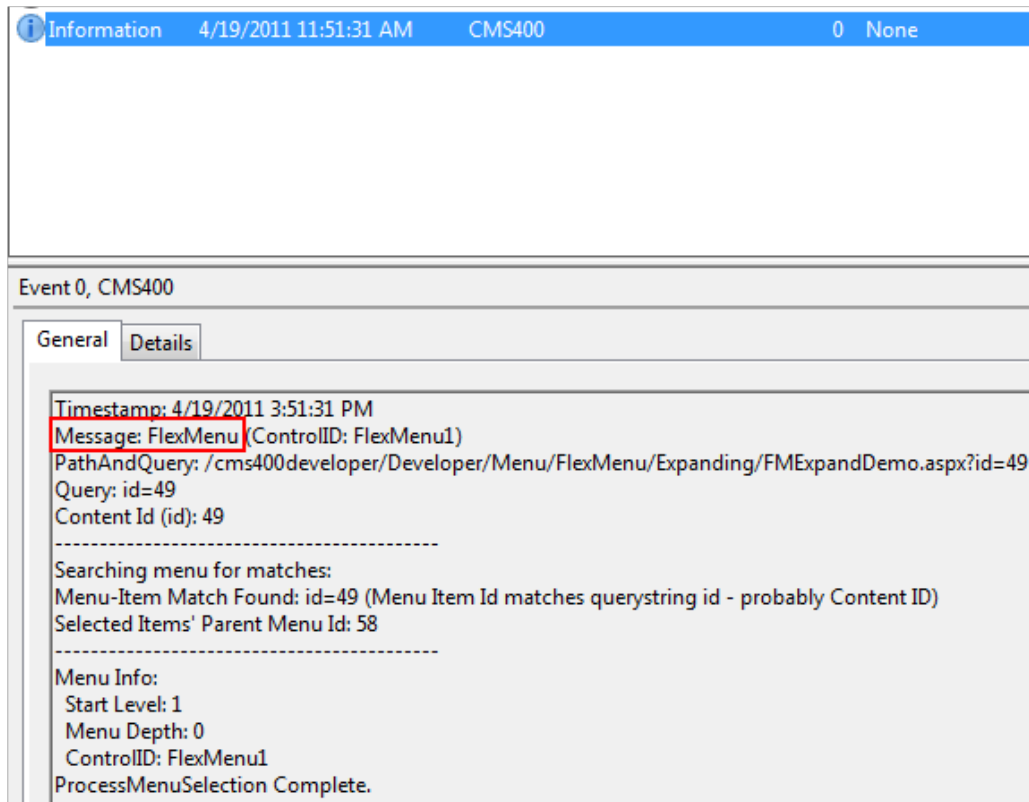 Information 4/19/2011 11:51:31 AM CMS400 0 None
Event 0, CMS400
General Details
Timestamp: 4/19/2011 3:51:31 PM
Message: FlexMenu (ControlID: FlexMenu1)
PathAndQuery: /cms400developer/Developer/Menu/FlexMenu/Expanding/FMExpandDemo.aspx?id=49
Query: id=49
Content Id (id): 49
-------------------------------------------
Searching menu for matches:
Menu-Item Match Found: id=49 (Menu Item Id matches querystring id - probably Content ID)
Selected Items' Parent Menu Id: 58
-------------------------------------------
Menu Info:
Start Level: 1
Menu Depth: 0
ControlID: FlexMenu1
ProcessMenuSelection Complete.